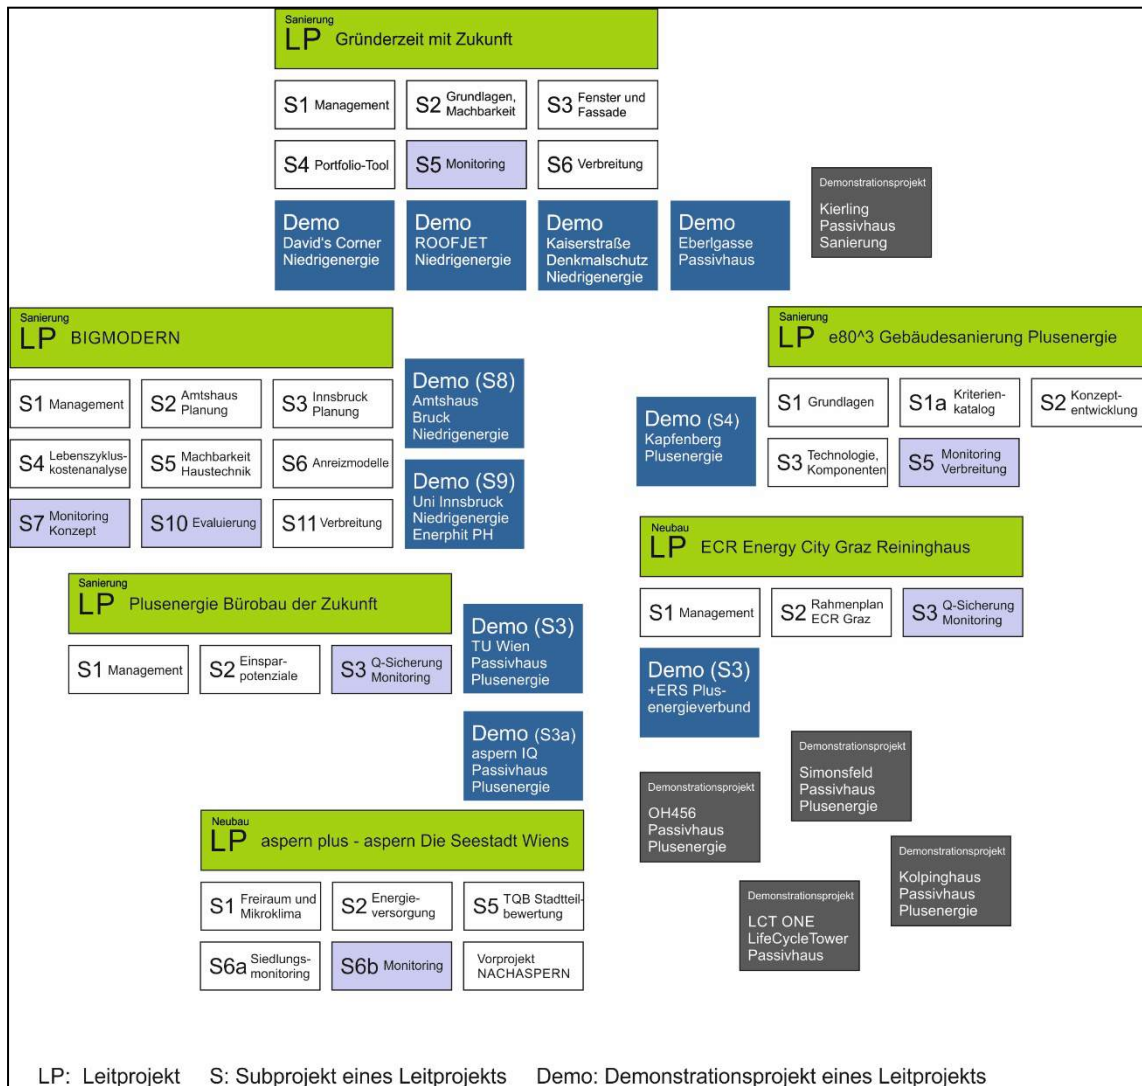 Sanierung
LP Gründerzeit mit Zukunft
S1 Management
S2 Grundlagen,
Machbarkeit
S3 Fenster und
Fassade
S4 Portfolio-Tool
S5 Monitoring
S6 Verbreitung
Demo
David's Corner
Niedrigenergie
Demo
ROOFJET
Niedrigenergie
Demo
Kaiserstraße
Denkmalschutz
Niedrigenergie
Demo
Eberlgasse
Passivhaus
Demonstrationsprojekt
Kierling
Passivhaus
Sanierung
Sanierung
LP BIGMODERN
S1 Management
S2 Amtshaus
Planung
S3 Innsbruck
Planung
S4 Lebenszyklus-
kostenanalyse
S5 Machbarkeit
Haustechnik
S6 Anreizmodelle
S7 Monitoring
Konzept
S10 Evaluierung
S11 Verbreitung
Demo (S8)
Amtshaus
Bruck
Niedrigenergie
Demo (S9)
Uni Innsbruck
Niedrigenergie
Enerphit PH
Sanierung
LP e80^3 Gebäudesanierung Plusenergie
Demo (S4)
Kapfenberg
Plusenergie
S1 Grundlagen
S1a Kriterien-
katalog
S2 Konzept-
entwicklung
S3 Technologie,
Komponenten
S5 Monitoring
Verbreitung
Neubau
LP ECR Energy City Graz Reininghaus
S1 Management
S2 Rahmenplan
ECR Graz
S3 Q-Sicherung
Monitoring
Demo (S3)
+ERS Plus-
energieverbund
Sanierung
LP Plusenergie Bürobau der Zukunft
S1 Management
S2 Einspar-
potenziale
S3 Q-Sicherung
Monitoring
Demo (S3)
TU Wien
Passivhaus
Plusenergie
Demo (S3a)
aspern IQ
Passivhaus
Plusenergie
Neubau
LP aspern plus - aspern Die Seestadt Wiens
S1 Freiraum und
Mikroklima
S2 Energie-
versorgung
S5 TQB Stadtteil-
bewertung
S6a Siedlungs-
monitoring
S6b Monitoring
Vorprojekt
NACHASPERN
Demonstrationsprojekt
Simonsfeld
Passivhaus
Plusenergie
Demonstrationsprojekt
OH456
Passivhaus
Plusenergie
Demonstrationsprojekt
Kolpinghaus
Passivhaus
Plusenergie
Demonstrationsprojekt
LCT ONE
LifeCycleTower
Passivhaus
LP: Leitprojekt S: Subprojekt eines Leitprojekts Demo: Demonstrationsprojekt eines Leitprojekts